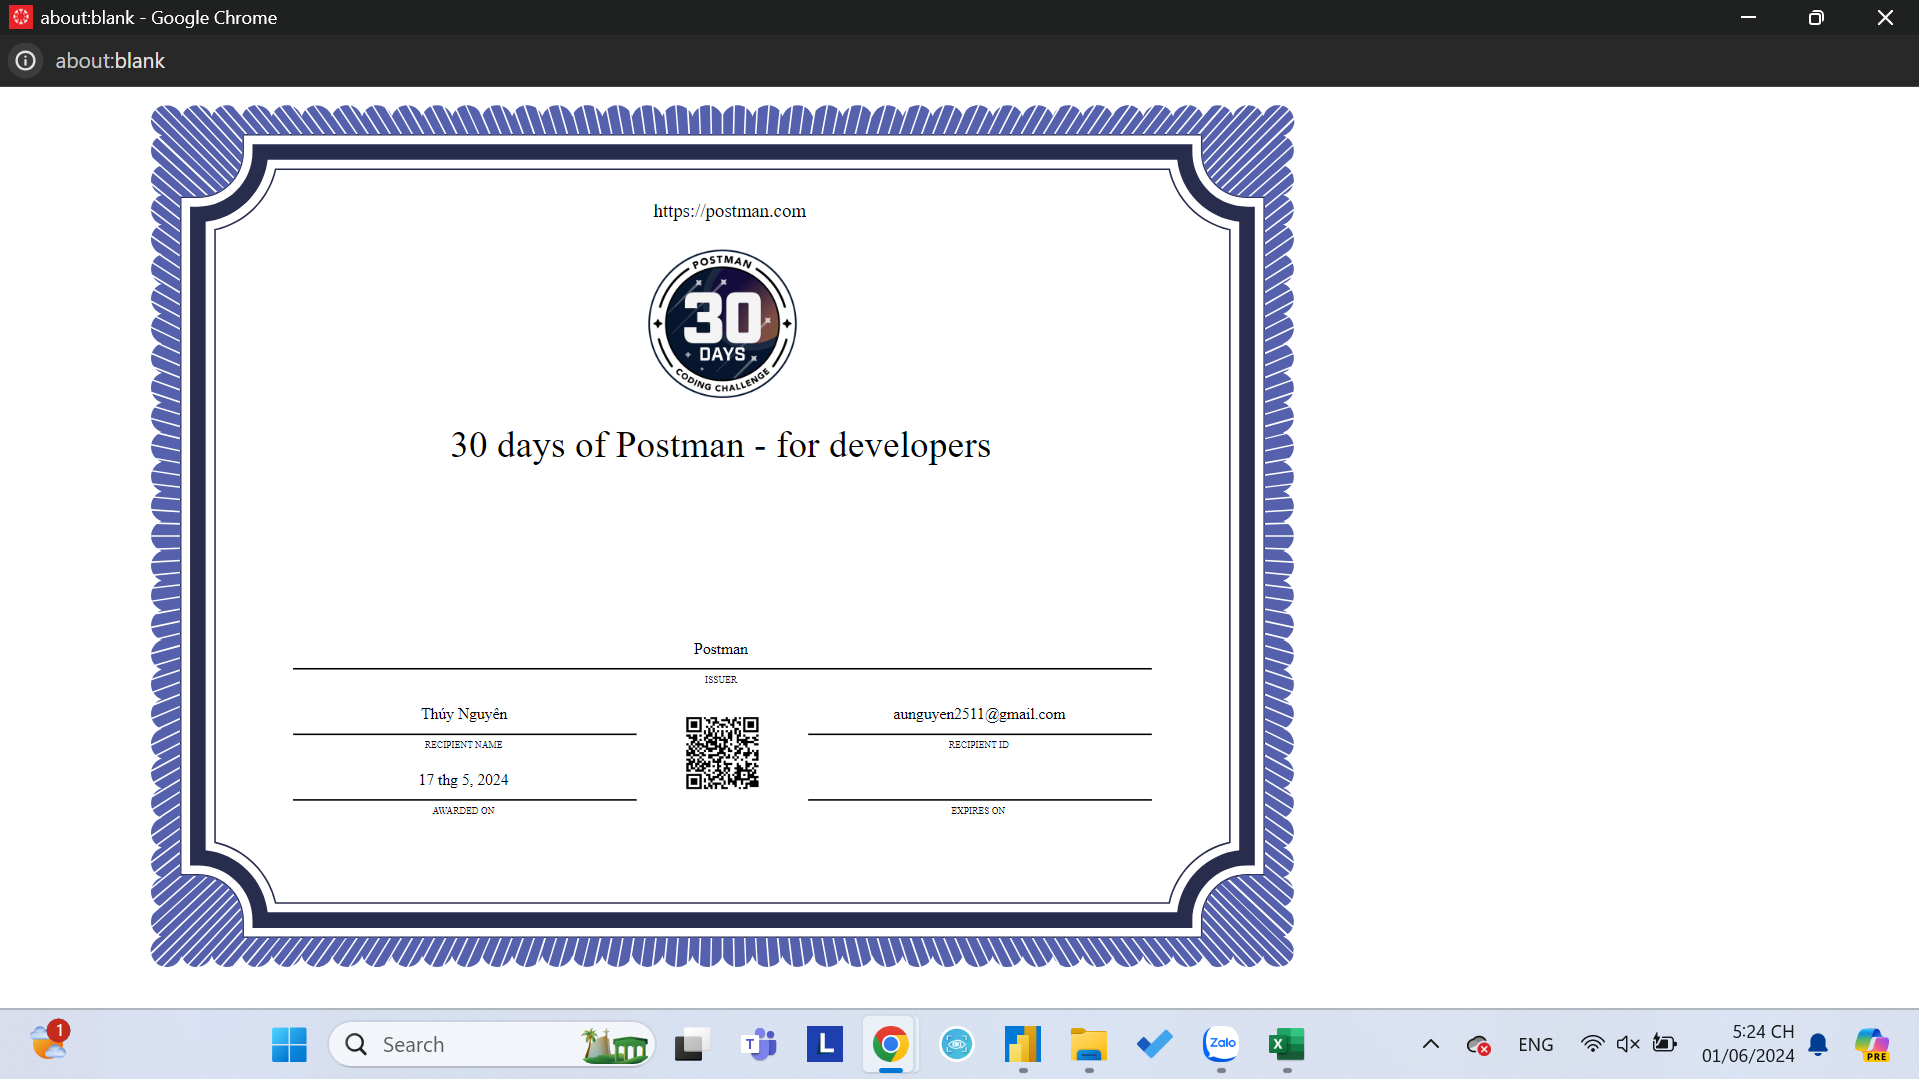 about:blank - Google Chrome
about:blank
https://postman.com
POSTMAN
30
DAYS
CODING CHALLENGE
30 days of Postman - for developers
Postman
ISSUER
Thúy Nguyên
aunguyen2511@gmail.com
RECIPIENT NAME
RECIPIENT ID
17 thg 5, 2024
AWARDED ON
EXPIRES ON
1
Search
T
L
Zalo
X
ENG
5:24 CH
01/06/2024
PRE